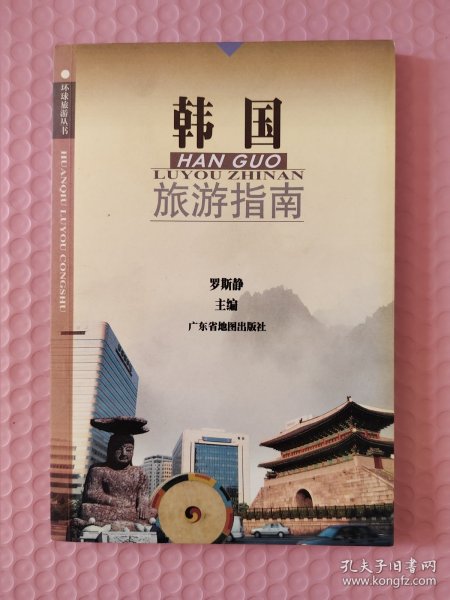 环球旅游丛书
HUANQIU LUYOU CONGSHU
韩国
HAN GUO
LUYOU ZHINAN
旅游指南
罗斯静
主编
广东省地图出版社
孔夫子旧书网
www.kongfz.com